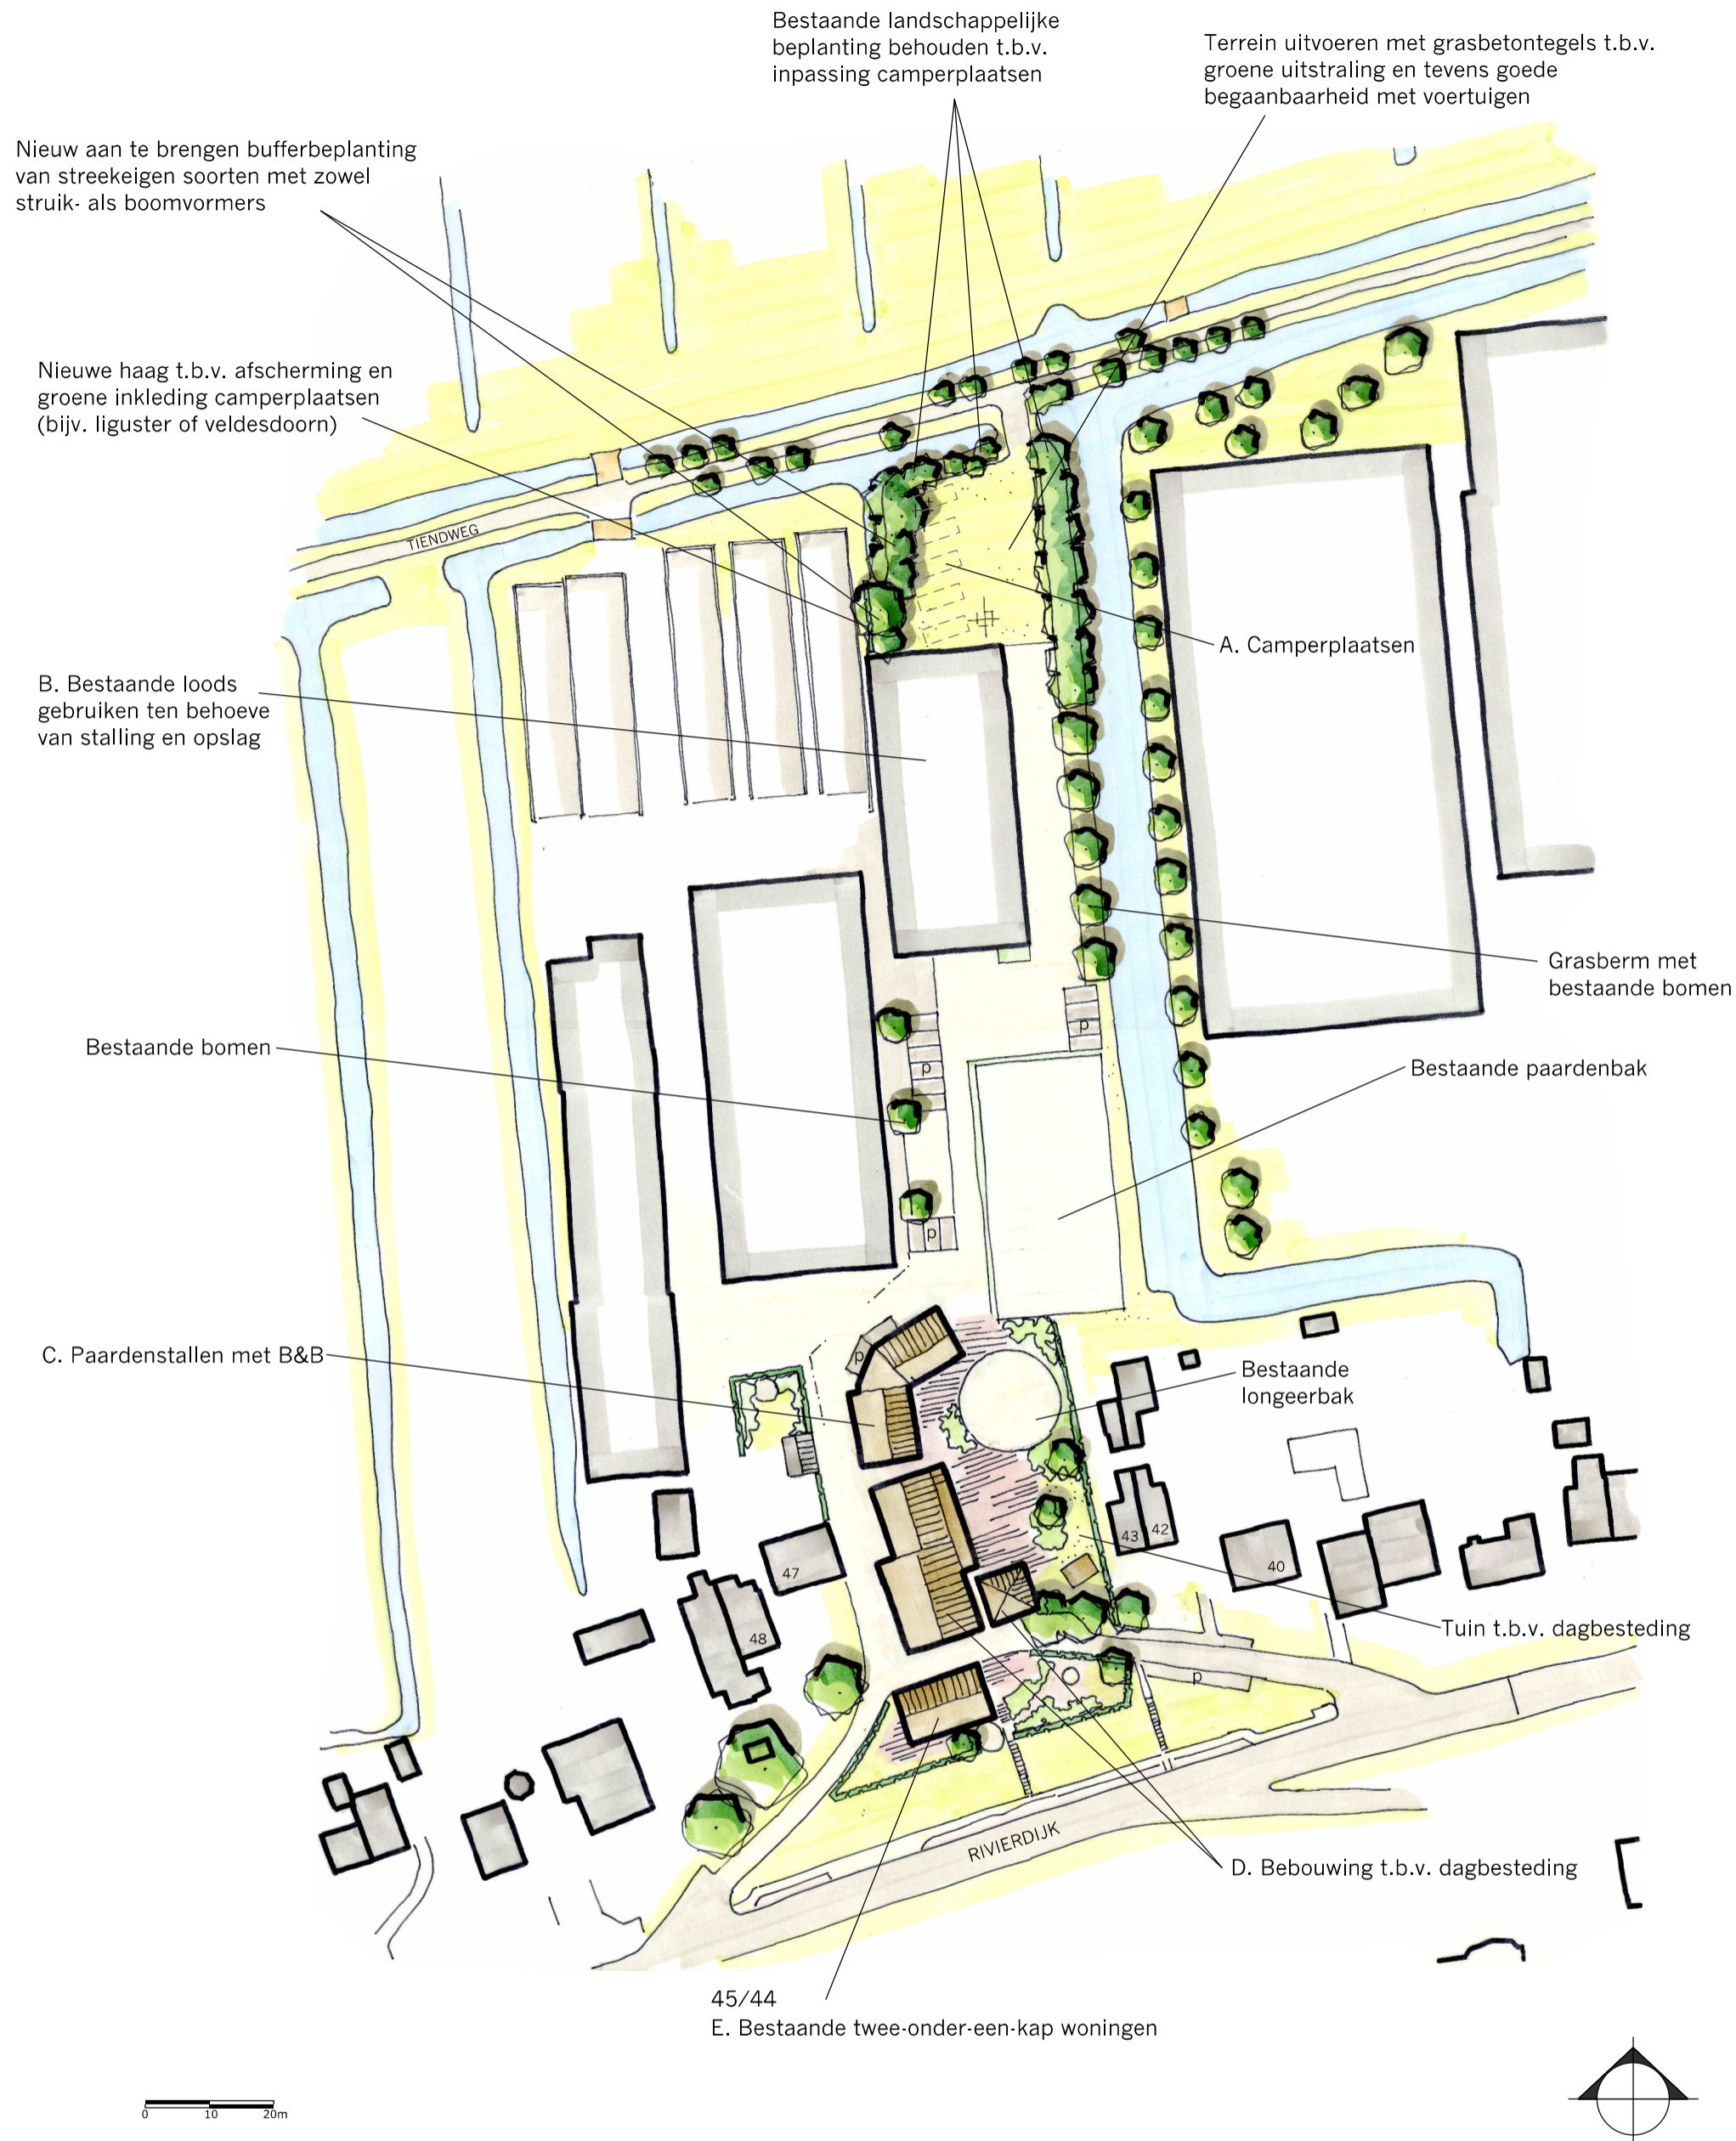 Bestaande landschappelijke
beplanting behouden t.b.v.
inpassing camperplaatsen
Terrein uitvoeren met grasbetontegels t.b.v.
groene uitstraling en tevens goede
begaanbaarheid met voertuigen
Nieuw aan te brengen bufferbeplanting
van streekeigen soorten met zowel
struik- als boomvormers
Nieuwe haag t.b.v. afscherming en
groene inkleding camperplaatsen
(bijv. liguster of veldesdoorn)
TIENDWEG
A. Camperplaatsen
B. Bestaande loods
gebruiken ten behoeve
van stalling en opslag
Grasberm met
bestaande bomen
p
Bestaande bomen
p
Bestaande paardenbak
p
C. Paardenstallen met B&B
p
Bestaande
longeerbak
43
42
47
40
48
Tuin t.b.v. dagbesteding
p
RIVIERDIJK
D. Bebouwing t.b.v. dagbesteding
45/44
E. Bestaande twee-onder-een-kap woningen
0
10
20m